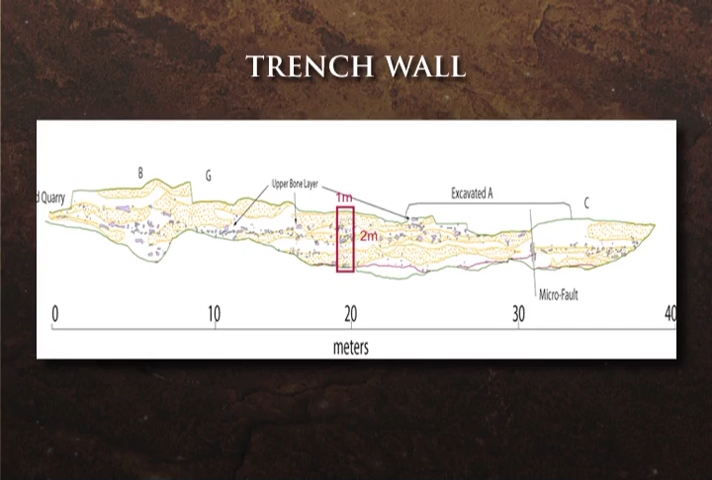 TRENCH WALL
B
G
Upper Bone Layer
Excavated A
d Quarry
1m
C
2m
Micro-Fault
0 10 20 30 40
meters